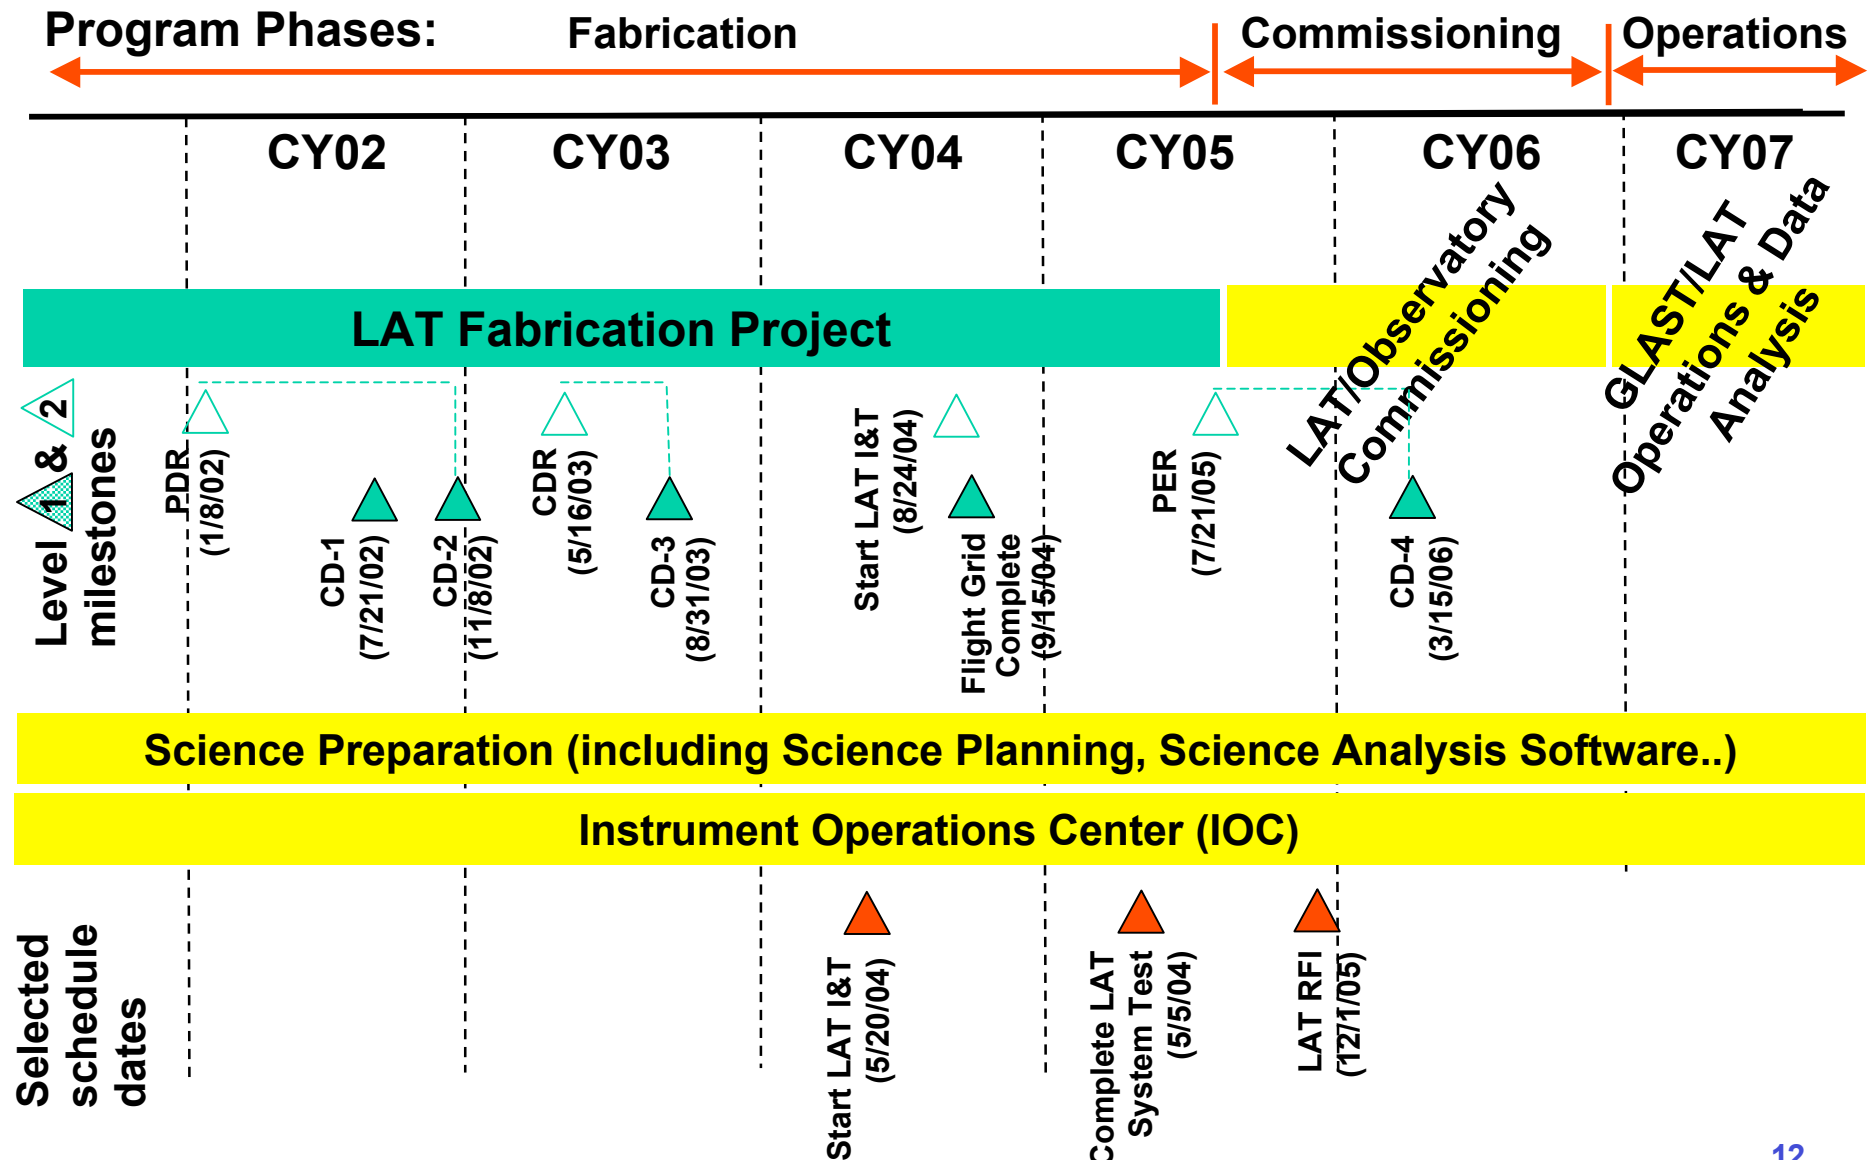 Program Phases:
Fabrication
Commissioning
Operations
CY02
CY03
CY04
CY05
CY06
CY07
LAT Fabrication Project
LAT/Observatory
Commissioning
GLAST/LAT
Operations & Data
Analysis
Level 1 & 2
milestones
PDR
(1/8/02)
CD-1
(7/21/02)
CD-2
(11/8/02)
CDR
(5/16/03)
CD-3
(8/31/03)
Start LAT I&T
(8/24/04)
Flight Grid
Complete
(9/15/04)
PER
(7/21/05)
CD-4
(3/15/06)
Science Preparation (including Science Planning, Science Analysis Software..)
Instrument Operations Center (IOC)
Selected
schedule
dates
Start LAT I&T
(5/20/04)
Complete LAT
System Test
(5/5/04)
LAT RFI
(12/1/05)
12